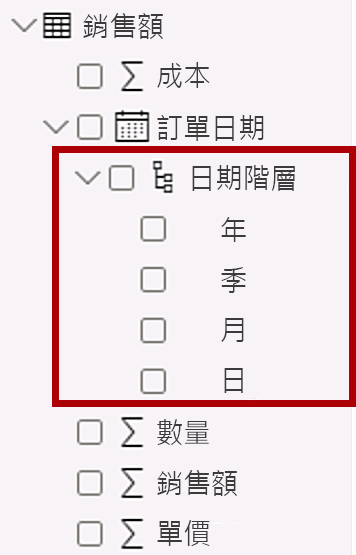 銷售額
成本
訂單日期
日期階層
年
季
月
日
數量
銷售額
單價